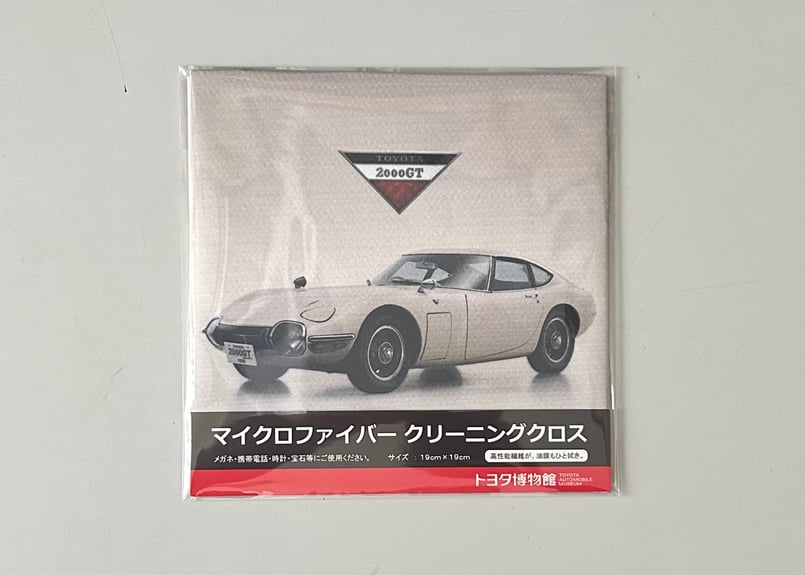 TOYOTA
2000GT
TOYOTA
2000GT
マイクロファイバー クリーニングクロス
メガネ・携帯電話・時計・宝石等にご使用ください。 サイズ：19cm×19cm 高性能繊維が、油膜もひと拭き。
トヨタ博物館 TOYOTA AUTOMOBILE MUSEUM